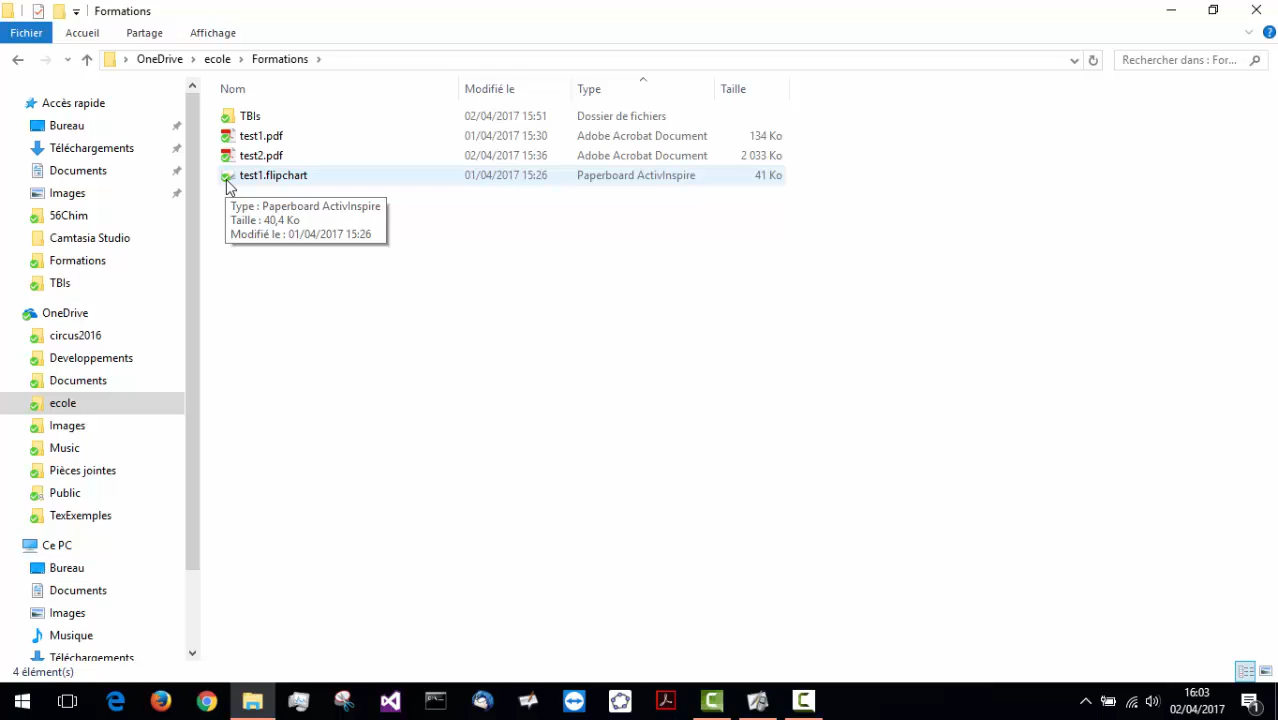 Formations
Fichier Accueil Partage Affichage
OneDrive > ecole > Formations >
Rechercher dans : For...
Nom Modifié le Type Taille
TBIs 02/04/2017 15:51 Dossier de fichiers
test1.pdf 01/04/2017 15:30 Adobe Acrobat Document 134 Ko
test2.pdf 02/04/2017 15:36 Adobe Acrobat Document 2 033 Ko
test1.flipchart 01/04/2017 15:26 Paperboard ActivInspire 41 Ko
Type : Paperboard ActivInspire
Taille : 40,4 Ko
Modifié le : 01/04/2017 15:26
Accès rapide
Bureau
Téléchargements
Documents
Images
56Chim
Camtasia Studio
Formations
TBIs
OneDrive
circus2016
Developpements
Documents
ecole
Images
Music
Pièces jointes
Public
TexExemples
Ce PC
Bureau
Documents
Images
Musique
Téléchargements
4 élément(s)
16:03
02/04/2017
1